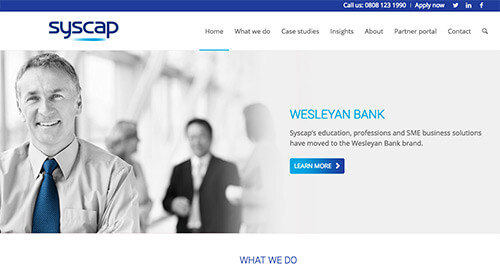 Call us: 0808 123 1990 | Apply now
syscap
Home What we do Case studies Insights About Partner portal Contact
WESLEYAN BANK
Syscap's education, professions and SME business solutions
have moved to the Wesleyan Bank brand.
LEARN MORE
WHAT WE DO